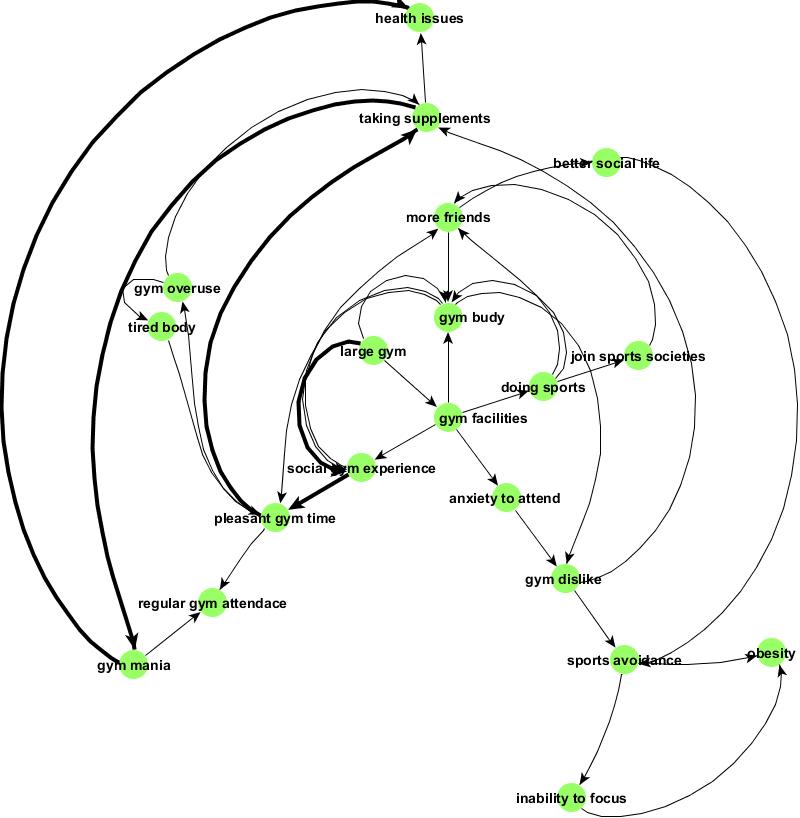 health issues
taking supplements
better social life
more friends
gym overuse
gym budy
tired body
large gym
join sports societies
doing sports
gym facilities
social gym experience
anxiety to attend
pleasant gym time
gym dislike
regular gym attendace
obesity
sports avoidance
gym mania
inability to focus